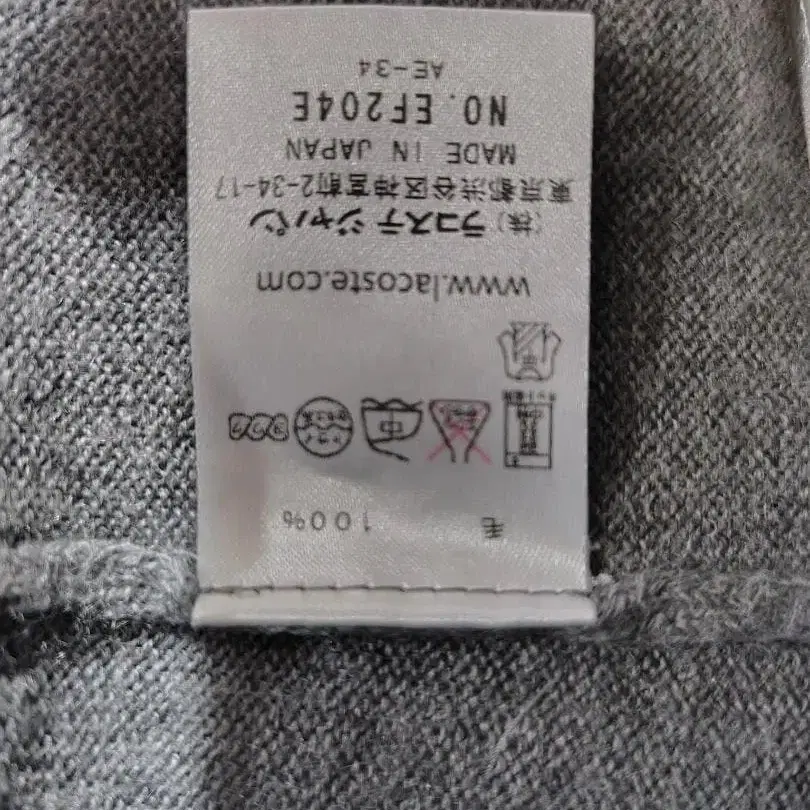 毛 100%
中
www.lacoste.com
(株) ラコステ ジャパン
東京都渋谷区神宮前2-34-17
MADE IN JAPAN
NO. EF204E
AE-34